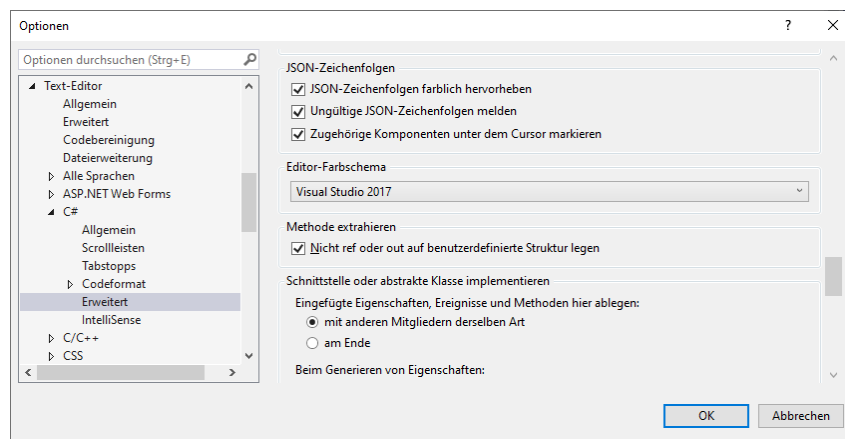 Optionen
?
Optionen durchsuchen (Strg+E)
Text-Editor
Allgemein
Erweitert
Codebereinigung
Dateierweiterung
Alle Sprachen
ASP.NET Web Forms
C#
Allgemein
Scrollleisten
Tabstopps
Codeformat
Erweitert
IntelliSense
C/C++
CSS
JSON-Zeichenfolgen
JSON-Zeichenfolgen farblich hervorheben
Ungültige JSON-Zeichenfolgen melden
Zugehörige Komponenten unter dem Cursor markieren
Editor-Farbschema
Visual Studio 2017
Methode extrahieren
Nicht ref oder out auf benutzerdefinierte Struktur legen
Schnittstelle oder abstrakte Klasse implementieren
Eingefügte Eigenschaften, Ereignisse und Methoden hier ablegen:
mit anderen Mitgliedern derselben Art
am Ende
Beim Generieren von Eigenschaften:
OK
Abbrechen